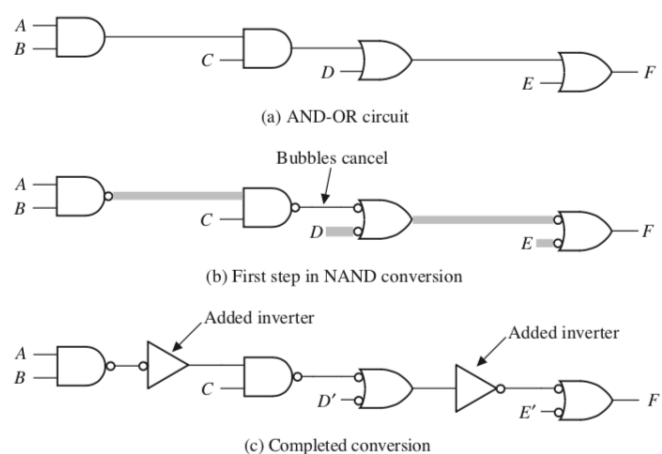 A
B
C
D
E
F
(a) AND-OR circuit
Bubbles cancel
A
B
C
D
E
F
(b) First step in NAND conversion
Added inverter
Added inverter
A
B
C
D′
E′
F
(c) Completed conversion